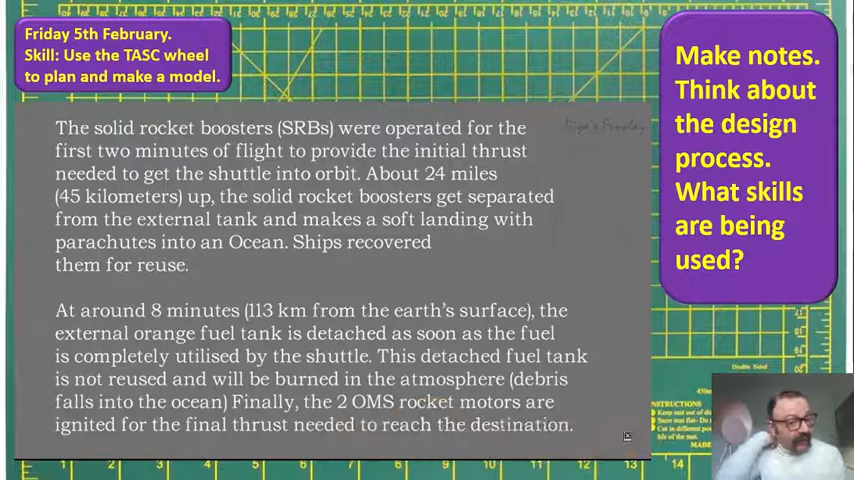 Friday 5th February.
Skill: Use the TASC wheel
to plan and make a model.
Make notes.
Think about
the design
process.
What skills
are being
used?
The solid rocket boosters (SRBs) were operated for the
first two minutes of flight to provide the initial thrust
needed to get the shuttle into orbit. About 24 miles
(45 kilometers) up, the solid rocket boosters get separated
from the external tank and makes a soft landing with
parachutes into an Ocean. Ships recovered
them for reuse.
At around 8 minutes (113 km from the earth's surface), the
external orange fuel tank is detached as soon as the fuel
is completely utilised by the shuttle. This detached fuel tank
is not reused and will be burned in the atmosphere (debris
falls into the ocean) Finally, the 2 OMS rocket motors are
ignited for the final thrust needed to reach the destination.
Double Sided
INSTRUCTIONS
1 2 3 4 5 6 7 8 9 10 11 12 13 14